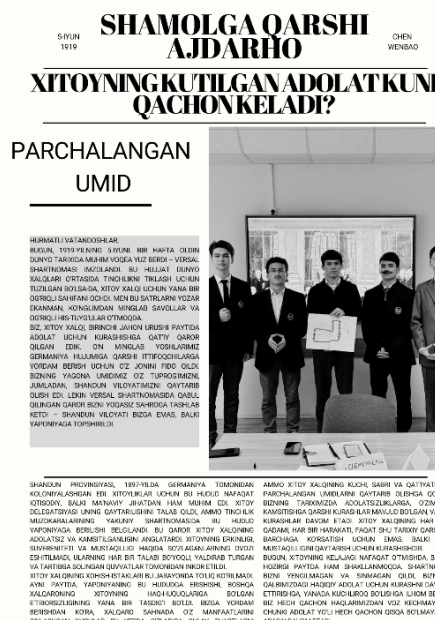 5-IYUN
1919
SHAMOLGA QARSHI
AJDARHO
CHEN
WENBAO
XITOYNING KUTILGAN ADOLAT KUNI
QACHON KELADI?
PARCHALANGAN
UMID
HURMATLI VATANDOSHLAR,
BUGUN, 1919-YILNING 5-IYUNI. BIR HAFTA OLDIN
DUNYO TARIXIDA MUHIM VOQEA YUZ BERDI – VERSAL
SHARTNOMASI IMZOLANDI. BU HUJJAT DUNYO
XALQLARI O'RTASIDA TINCHLIKNI TIKLASH UCHUN
TUZILGAN BO'LSA-DA, XITOY XALQI UCHUN YANA BIR
OG'RIQLI SAHIFANI OCHDI. MEN BU SATRLARNI YOZAR
EKANMAN, KO'NGLIMDAN MINGLAB SAVOLLAR VA
OG'RIQLI HIS-TUYG'ULAR O'TMOQDA.
BIZ, XITOY XALQI, BIRINCHI JAHON URUSHI PAYTIDA
ADOLAT UCHUN KURASHISHGA QAT'IY QAROR
QILGAN EDIK. O'N MINGLAB YOSHLARIMIZ
GERMANIYA HUJUMIGA QARSHI ITTIFOQCHILARGA
YORDAM BERISH UCHUN O'Z JONINI FIDO QILDI.
BIZNING YAGONA UMIDIMIZ O'Z TUPROG'IMIZNI,
JUMLADAN, SHANDUN VILOYATIMIZNI QAYTARIB
OLISH EDI. LEKIN VERSAL SHARTNOMASIDA QABUL
QILINGAN QAROR BIZNI YOQASIZ SAHROGA TASHLAB
KETDI – SHANDUN VILOYATI BIZGA EMAS, BALKI
YAPONIYAGA TOPSHIRILDI.
SHANDUN PROVINSIYASI, 1897-YILDA GERMANIYA TOMONIDAN
KOLONIYALASHGAN EDI. XITOYLIKLAR UCHUN BU HUDUD NAFAQAT
IQTISODIY, BALKI MA'NAVIY JIHATDAN HAM MUHIM EDI. XITOY
DELEGATSIYASI UNING QAYTARILISHINI TALAB QILDI, AMMO TINCHLIK
MUZOKARALARINING YAKUNIY SHARTNOMASIDA BU HUDUD
YAPONIYAGA BERILISHI BELGILANDI. BU QAROR XITOY XALQINING
ADOLATSIZ VA KAMSITILGANLIGINI ANGLATARDI. XITOYNING ERKINLIGI,
SUVERENITETI VA MUSTAQILLIGI HAQIDA SO'ZLAGANLARNING OVOZI
ESHITILMADI, ULARNING HAR BIR TALABI BO'YOQLI, YALDIRAB TURGAN
VA TARTIBGA SOLINGAN QUVVATLAR TOMONIDAN INKOR ETILDI.
XITOY XALQINING XOHISH-ISTAKLARI BU JARAYONDA TO'LIQ KO'RILMADI.
AYNI PAYTDA, YAPONIYANING BU HUDUDGA ERISHISHI, BOSHQA
XALQARONING XITOYNING HAQ-HUQUQLARIGA BO'LGAN
E'TIBORSIZLIGINING YANA BIR TASDIG'I BO'LDI. BIZGA YORDAM
BERISHDAN KO'RA, XALQARO SAHNADA O'Z MANFAATLARINI
AMMO XITOY XALQINING KUCHI, SABRI VA QAT'IYATI
PARCHALANGAN UMIDLARNI QAYTARIB OLISHGA
BIZNING TARIXIMIZDA ADOLATSIZLIKLARGA, O'ZIM
KAMSITISHGA QARSHI KURASHLAR MAVJUD BO'LGAN VA
KURASHLAR DAVOM ETADI. XITOY XALQINING HAR
QADAMI, HAR BIR HARAKATI, FAQAT SHU TARIXIY QARO
BARCHAGA KO'RSATISH UCHUN EMAS, BALKI
MUSTAQILLIGINI QAYTARISH UCHUN KURASHISHDIR.
BUGUN, XITOYNING KELAJAGI NAFAQAT O'TMISHDA, B
HOZIRGI PAYTDA HAM SHAKLLANMOQDA. SHARTN
BIZNI YENGILMAGAN VA SINMAGAN QILDI, BIZN
QALBIMIZDAGI HAQIQIY ADOLAT UCHUN KURASHNI DA
ETTIRISHGA, YANADA KUCHLIROQ BO'LISHGA ILHOM BE
BIZ HECH QACHON HAQLARIMIZDAN VOZ KECHMAY
CHUNKI ADOLAT YO'LI HECH QACHON QISQA BO'LMAY